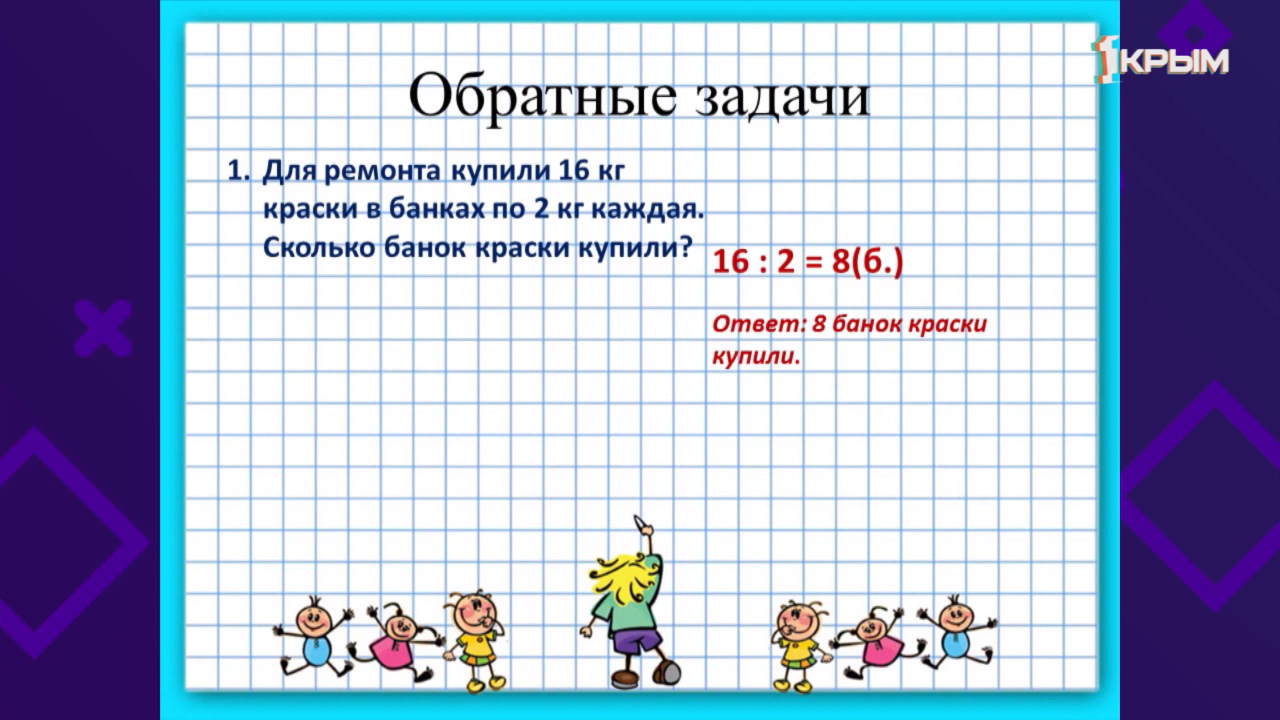 1КРЫМ
Обратные задачи
1. Для ремонта купили 16 кг
краски в банках по 2 кг каждая.
Сколько банок краски купили?
16 : 2 = 8(б.)
Ответ: 8 банок краски
купили.